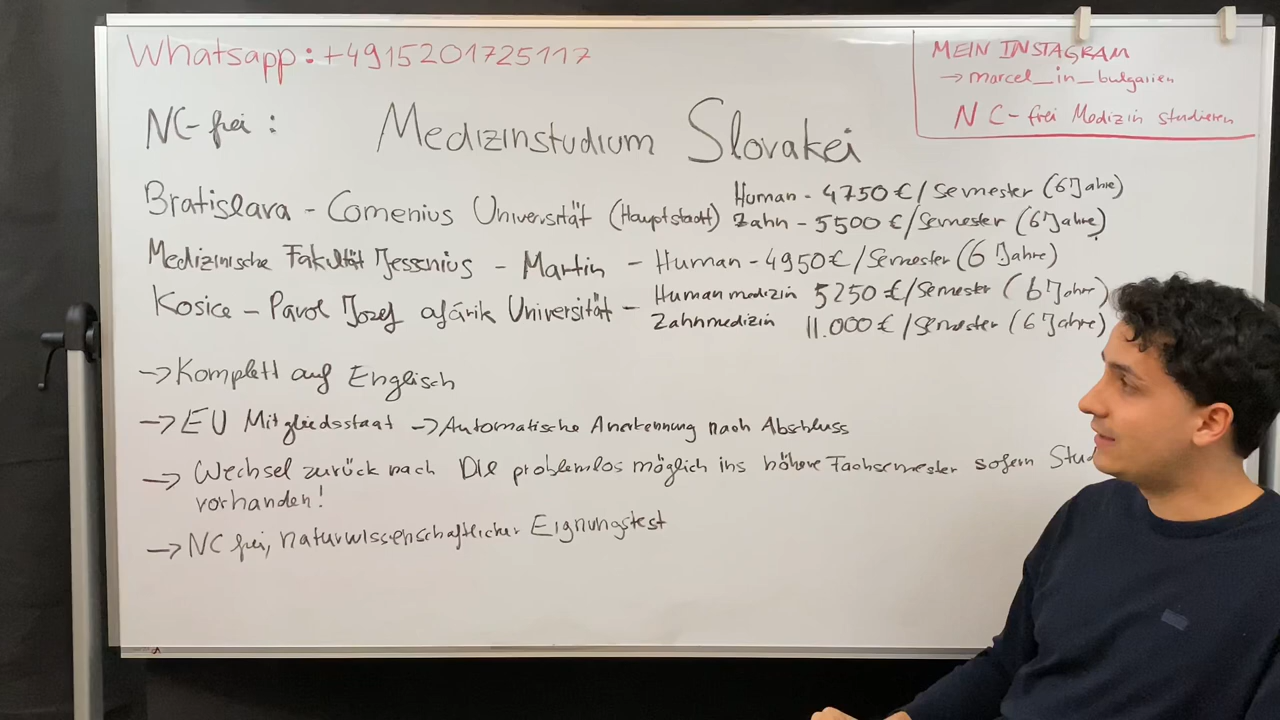 Whatsapp: +4915201725117
MEIN INSTAGRAM
→ marcel_in_bulgarien
NC-frei Medizin studieren
NC-frei: Medizinstudium Slovakei
Bratislava - Comenius Universität (Hauptstadt) Human - 4750€/Semester (6 Jahre)
Zahn - 5500€/Semester (6 Jahre)
Medizinische Fakultät Jessenius - Martin - Human - 4950€/Semester (6 Jahre)
Kosice - Pavol Jozef afárik Universität - Humanmedizin 5250€/Semester (6 Jahre)
Zahnmedizin 11.000€/Semester (6 Jahre)
→ Komplett auf Englisch
→ EU Mitgliedsstaat → Automatische Anerkennung nach Abschluss
→ Wechsel zurück nach DE problemlos möglich ins höhere Fachsemester sofern
vorhanden!
→ NC frei, naturwissenschaftlicher Eignungstest